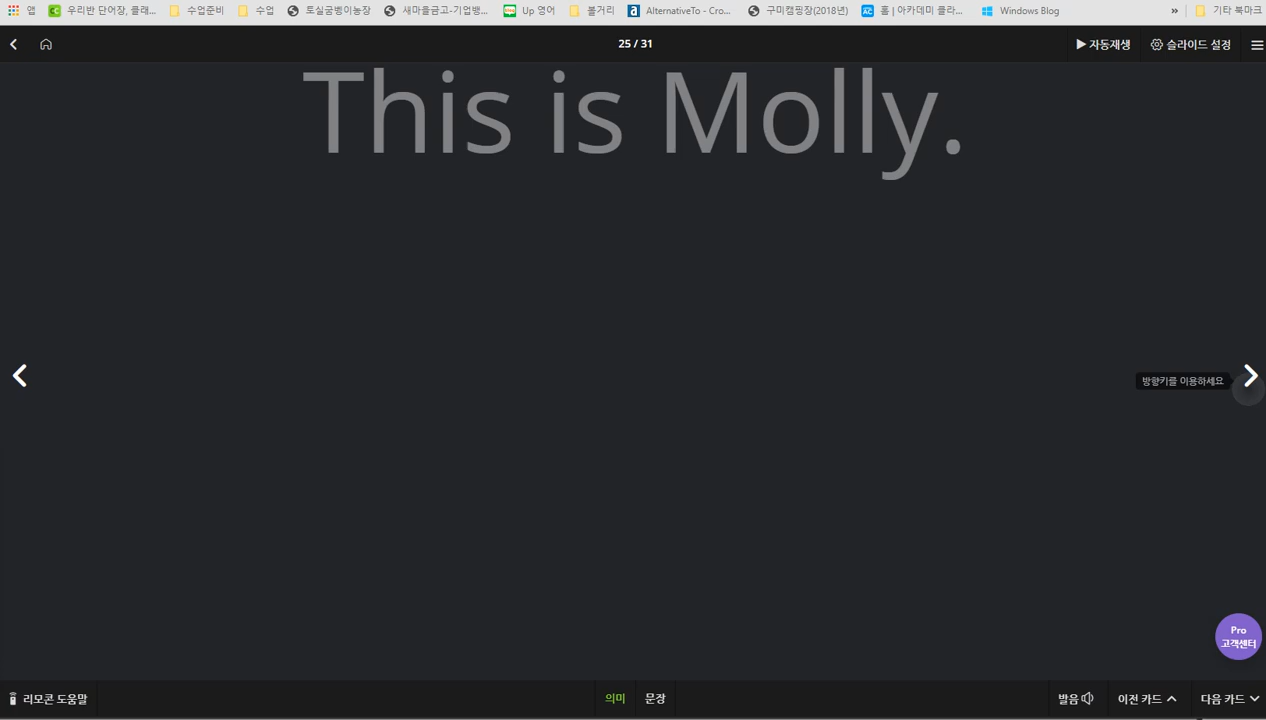 앱 우리반 단어장, 클래... 수업준비 수업 토실굼벵이농장 새마을금고-기업뱅... Up 영어 볼거리 AlternativeTo - Cro... 구미캠핑장(2018년) 홈 | 아카데미 클라... Windows Blog » 기타 북마크
25 / 31 자동재생 슬라이드 설정
This is Molly.
방향키를 이용하세요
Pro
고객센터
리모콘 도움말 의미 문장 발음 이전 카드 다음 카드